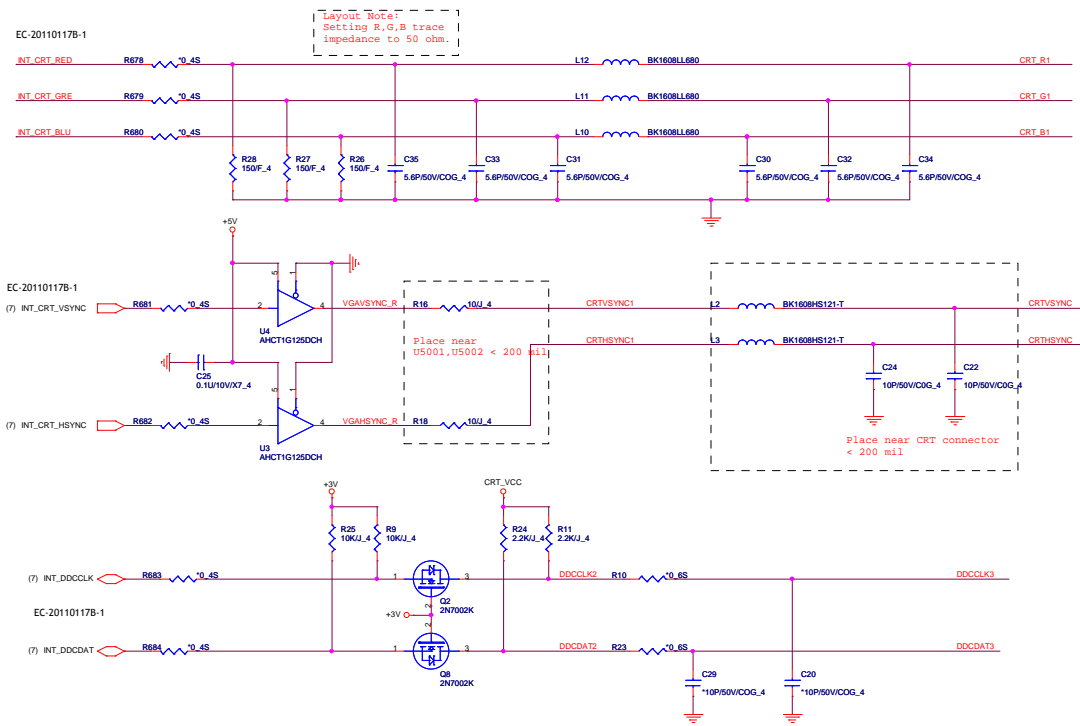 Layout Note:
Setting R,G,B trace
impedance to 50 ohm.
EC-20110117B-1
INT_CRT_RED R678 *0_4S L12 BK1608LL680 CRT_R1
INT_CRT_GRE R679 *0_4S L11 BK1608LL680 CRT_G1
INT_CRT_BLU R680 *0_4S L10 BK1608LL680 CRT_B1
R28 R27 R26 C35 C33 C31 C30 C32 C34
150/F_4 150/F_4 150/F_4 5.6P/50V/COG_4 5.6P/50V/COG_4 5.6P/50V/COG_4 5.6P/50V/COG_4 5.6P/50V/COG_4 5.6P/50V/COG_4
+5V
5 1
EC-20110117B-1
(7) INT_CRT_VSYNC R681 *0_4S 2 4 VGAVSYNC_R R16 10/J_4 CRTVSYNC1 L2 BK1608HS121-T CRTVSYNC
U4
AHCT1G125DCH
Place near
U5001,U5002 < 200 mil
CRTHSYNC1 L3 BK1608HS121-T CRTHSYNC
C25
0.1U/10V/X7_4
5 1
C24 C22
10P/50V/C0G_4 10P/50V/C0G_4
(7) INT_CRT_HSYNC R682 *0_4S 2 4 VGAHSYNC_R R18 10/J_4
U3
AHCT1G125DCH
Place near CRT connector
< 200 mil
+3V CRT_VCC
R25 R9 R24 R11
10K/J_4 10K/J_4 2.2K/J_4 2.2K/J_4
(7) INT_DDCCLK R683 *0_4S 1 3 DDCCLK2 R10 *0_6S DDCCLK3
2
Q2
2N7002K
EC-20110117B-1
+3V
2
(7) INT_DDCDAT R684 *0_4S 1 3 DDCDAT2 R23 *0_6S DDCDAT3
Q8
2N7002K
C29 C20
*10P/50V/COG_4 *10P/50V/COG_4